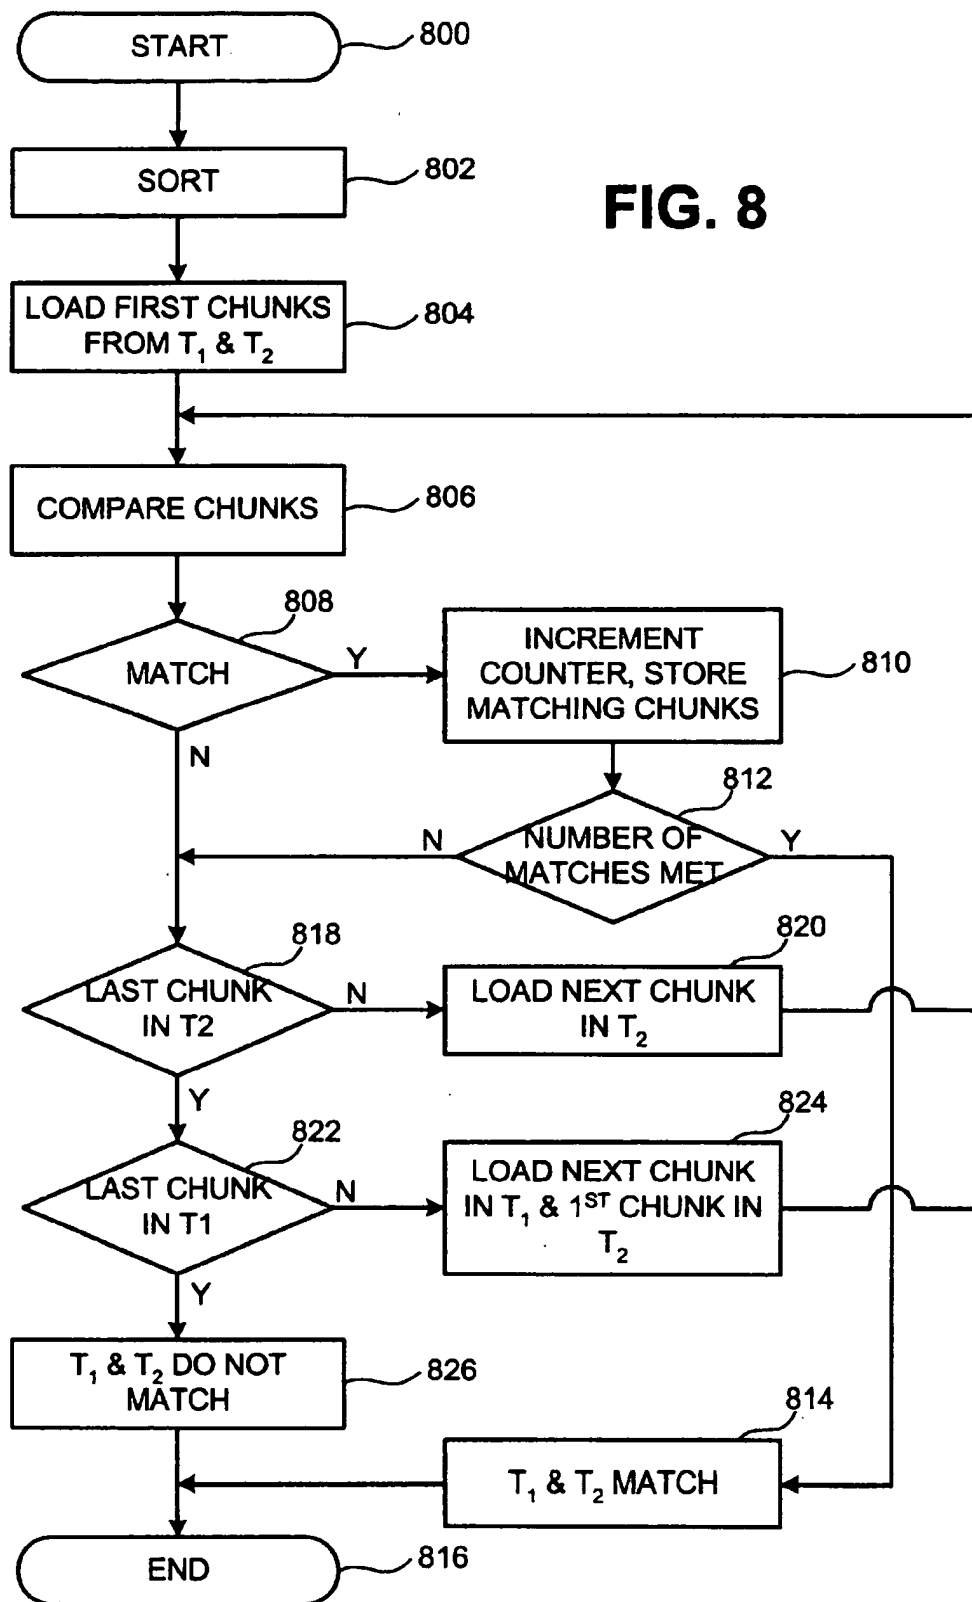 START
800
SORT
802
FIG. 8
LOAD FIRST CHUNKS
FROM T₁ & T₂
804
COMPARE CHUNKS
806
808
MATCH
Y
N
INCREMENT
COUNTER, STORE
MATCHING CHUNKS
810
812
NUMBER OF
MATCHES MET
N
Y
818
LAST CHUNK
IN T2
N
Y
820
LOAD NEXT CHUNK
IN T₂
822
LAST CHUNK
IN T1
N
Y
824
LOAD NEXT CHUNK
IN T₁ & 1ST CHUNK IN
T₂
T₁ & T₂ DO NOT
MATCH
826
814
T₁ & T₂ MATCH
END
816